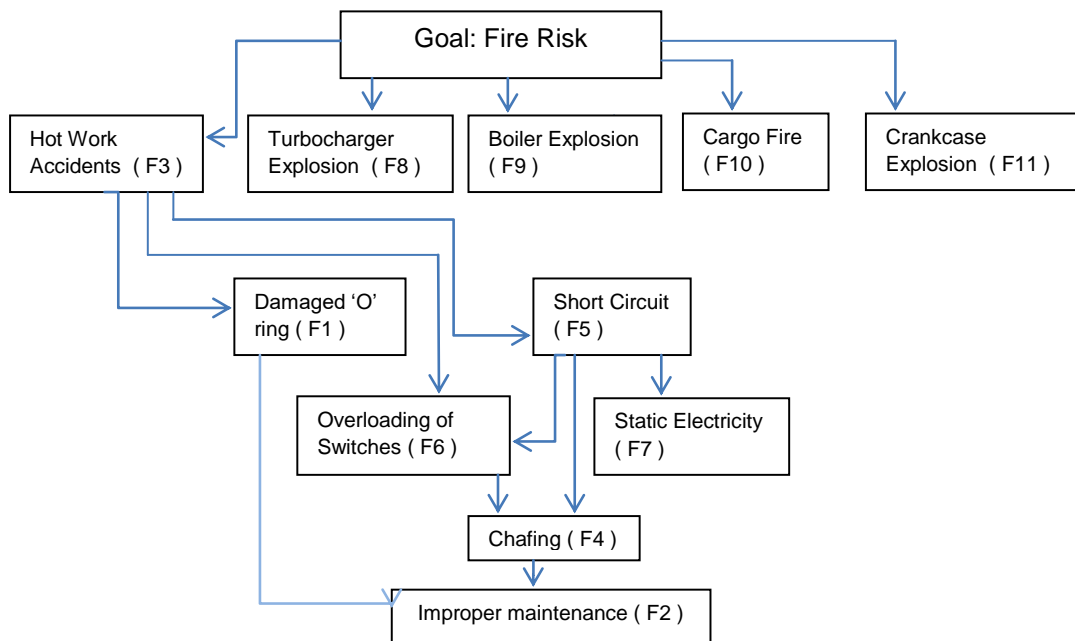 Goal: Fire Risk
Hot Work
Accidents ( F3 )
Turbocharger
Explosion ( F8 )
Boiler Explosion
( F9 )
Cargo Fire
( F10 )
Crankcase
Explosion ( F11 )
Damaged ‘O’
ring ( F1 )
Short Circuit
( F5 )
Overloading of
Switches ( F6 )
Static Electricity
( F7 )
Chafing ( F4 )
Improper maintenance ( F2 )